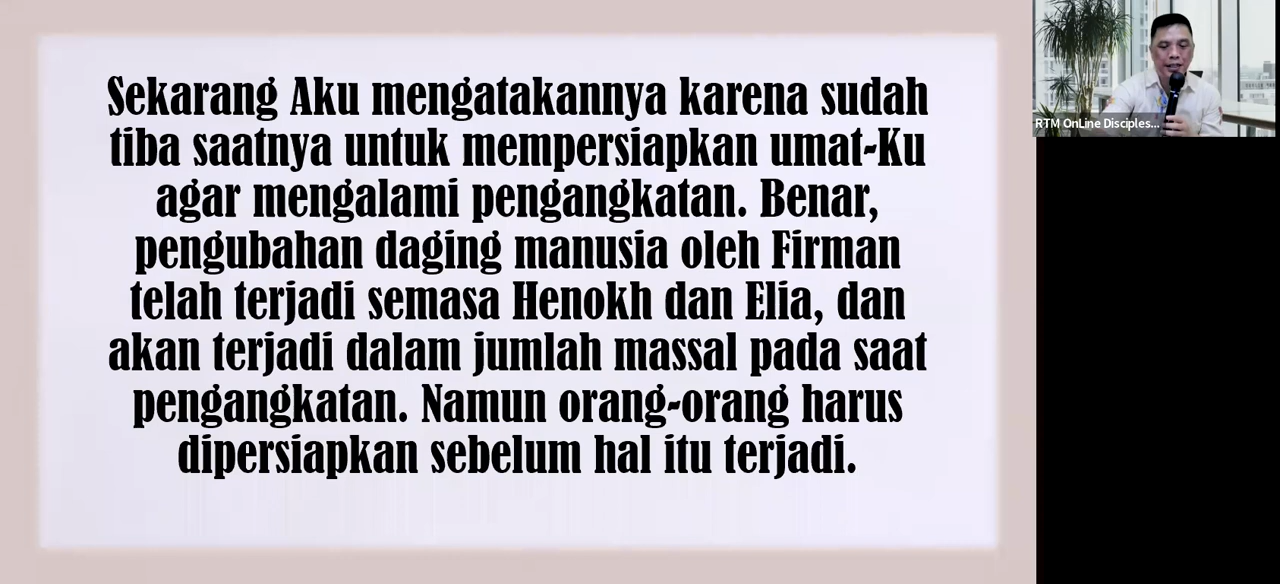 Sekarang Aku mengatakannya karena sudah
tiba saatnya untuk mempersiapkan umat-Ku
agar mengalami pengangkatan. Benar,
pengubahan daging manusia oleh Firman
telah terjadi semasa Henokh dan Elia, dan
akan terjadi dalam jumlah massal pada saat
pengangkatan. Namun orang-orang harus
dipersiapkan sebelum hal itu terjadi.
RTM OnLine Disciples...